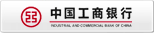 中国工商银行
INDUSTRIAL AND COMMERCIAL BANK OF CHINA